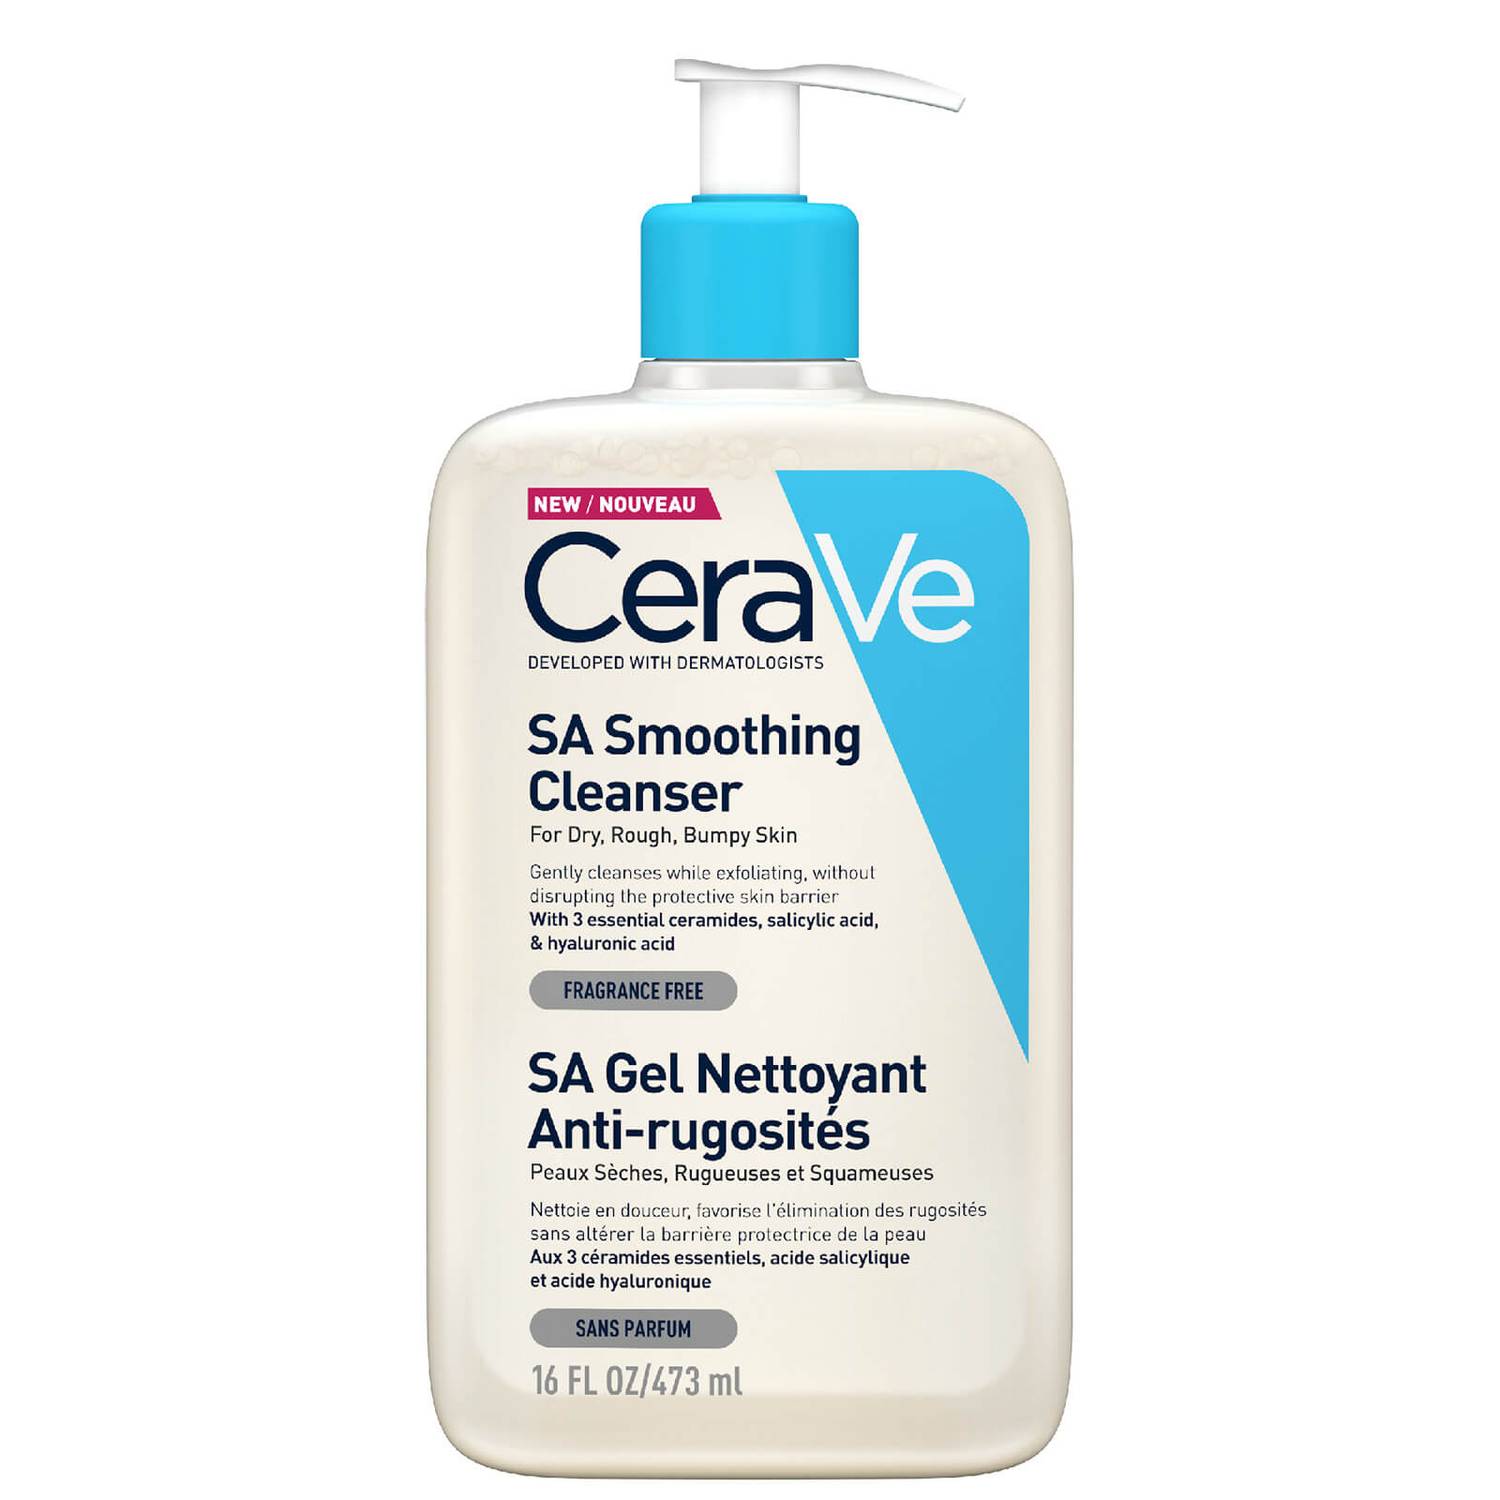 NEW / NOUVEAU
CeraVe
DEVELOPED WITH DERMATOLOGISTS
SA Smoothing
Cleanser
For Dry, Rough, Bumpy Skin
Gently cleanses while exfoliating, without
disrupting the protective skin barrier
With 3 essential ceramides, salicylic acid,
& hyaluronic acid
FRAGRANCE FREE
SA Gel Nettoyant
Anti-rugosités
Peaux Sèches, Rugueuses et Squameuses
Nettoie en douceur, favorise l'élimination des rugosités
sans altérer la barrière protectrice de la peau
Aux 3 céramides essentiels, acide salicylique
et acide hyaluronique
SANS PARFUM
16 FL OZ/473 ml